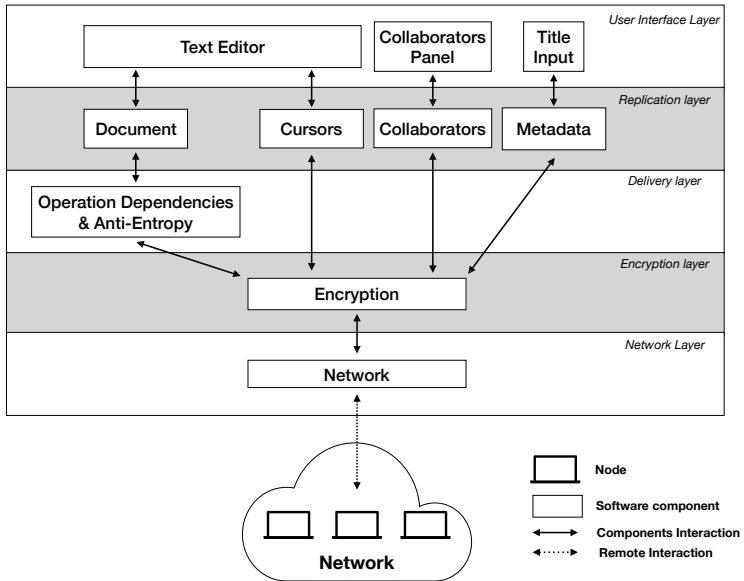 User Interface Layer
Text Editor
Collaborators
Panel
Title
Input
Replication layer
Document
Cursors
Collaborators
Metadata
Delivery layer
Operation Dependencies
& Anti-Entropy
Encryption layer
Encryption
Network Layer
Network
Node
Software component
Components Interaction
Remote Interaction
Network